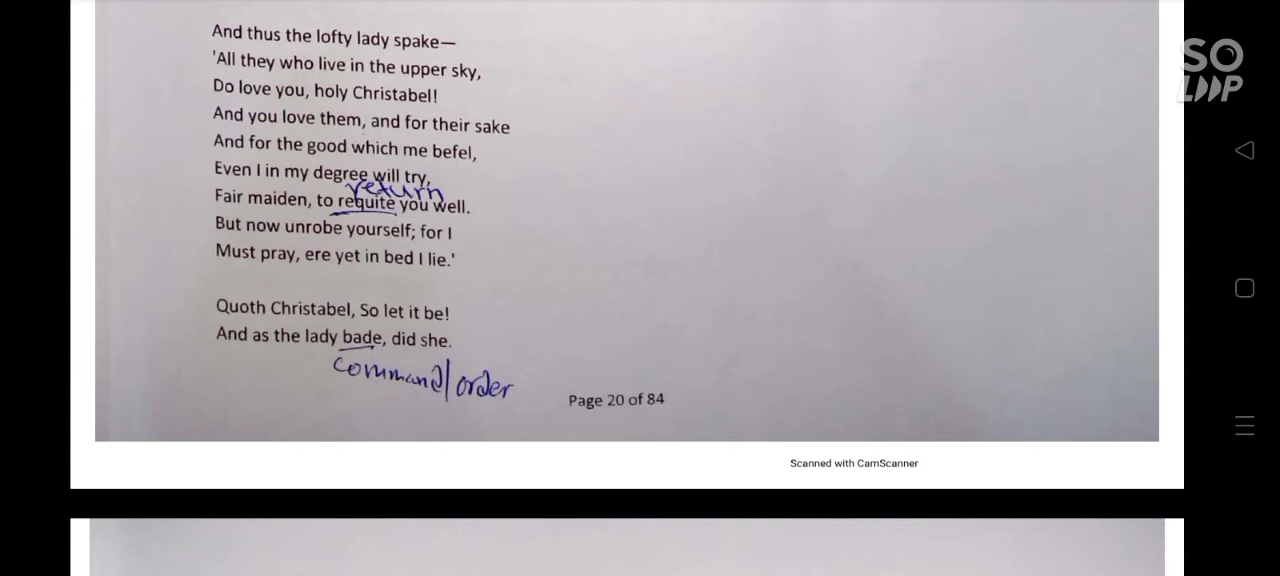 And thus the lofty lady spake—
'All they who live in the upper sky,
Do love you, holy Christabel!
And you love them, and for their sake
And for the good which me befel,
Even I in my degree will try,
return
Fair maiden, to requite you well.
But now unrobe yourself; for I
Must pray, ere yet in bed I lie.'
Quoth Christabel, So let it be!
And as the lady bade, did she.
command/order
Page 20 of 84
Scanned with CamScanner
SO
LOOP